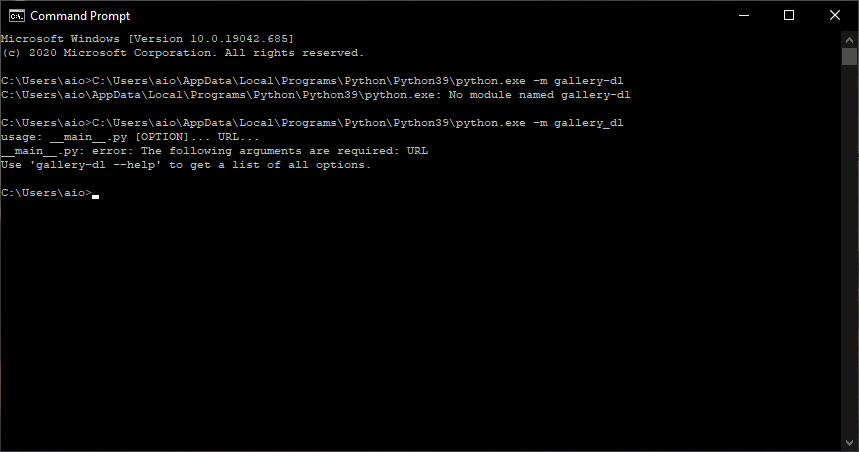 Command Prompt
Microsoft Windows [Version 10.0.19042.685]
(c) 2020 Microsoft Corporation. All rights reserved.
C:\Users\aio>C:\Users\aio\AppData\Local\Programs\Python\Python39\python.exe -m gallery-dl
C:\Users\aio\AppData\Local\Programs\Python\Python39\python.exe: No module named gallery-dl
C:\Users\aio>C:\Users\aio\AppData\Local\Programs\Python\Python39\python.exe -m gallery_dl
usage: __main__.py [OPTION]... URL...
__main__.py: error: The following arguments are required: URL
Use 'gallery-dl --help' to get a list of all options.
C:\Users\aio>